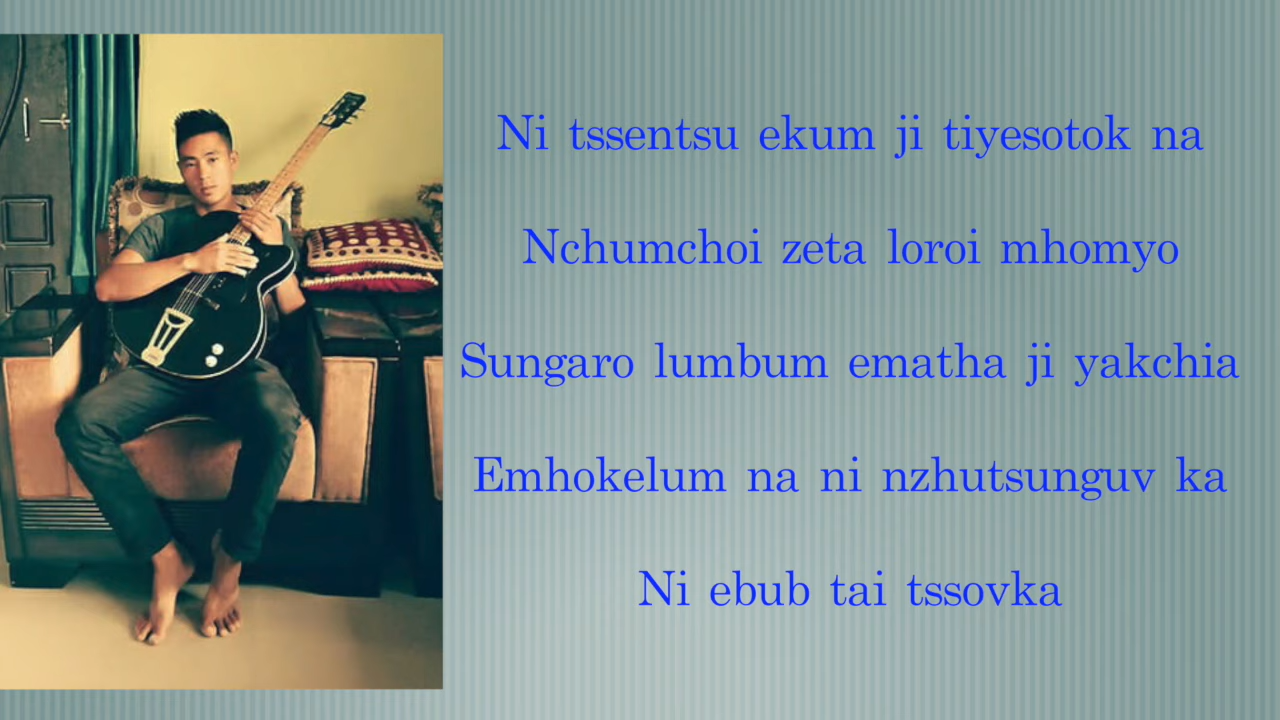 Ni tssentsu ekum ji tiyesotok na
Nchumchoi zeta loroi mhomyo
Sungaro lumbum ematha ji yakchia
Emhokelum na ni nzhutsunguv ka
Ni ebub tai tssovka